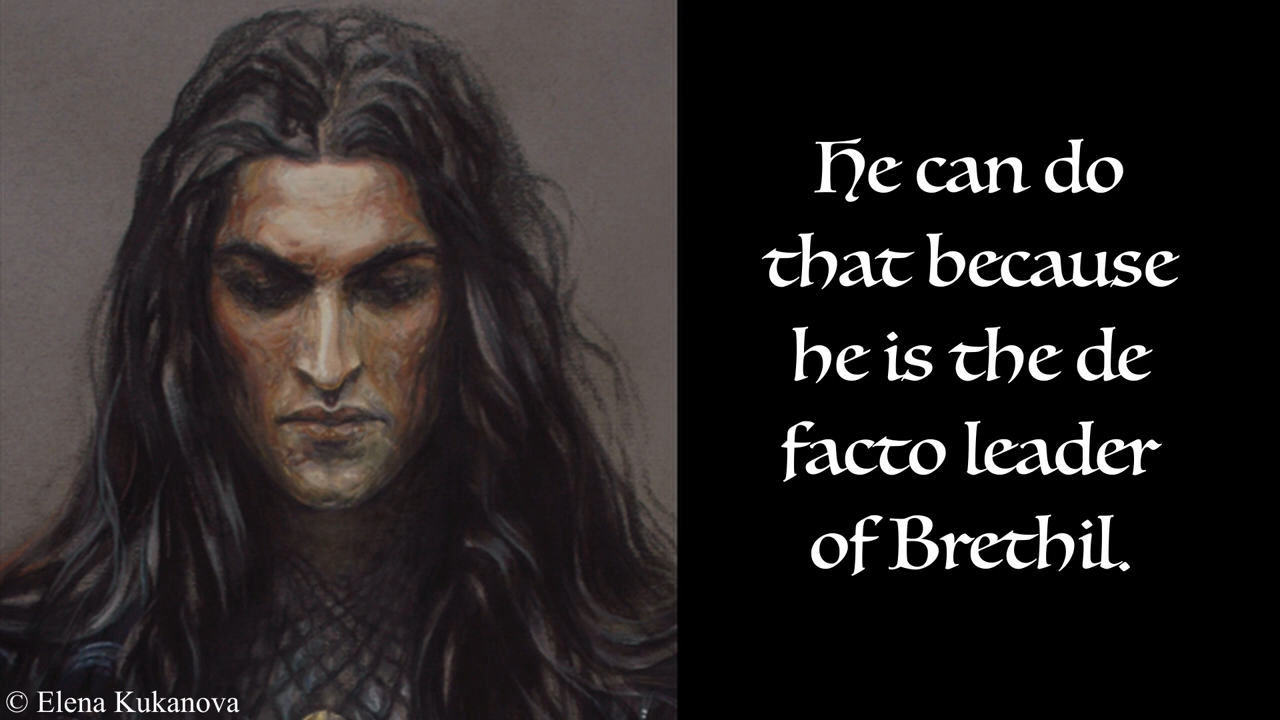 He can do
that because
he is the de
facto leader
of Brethil.
© Elena Kukanova